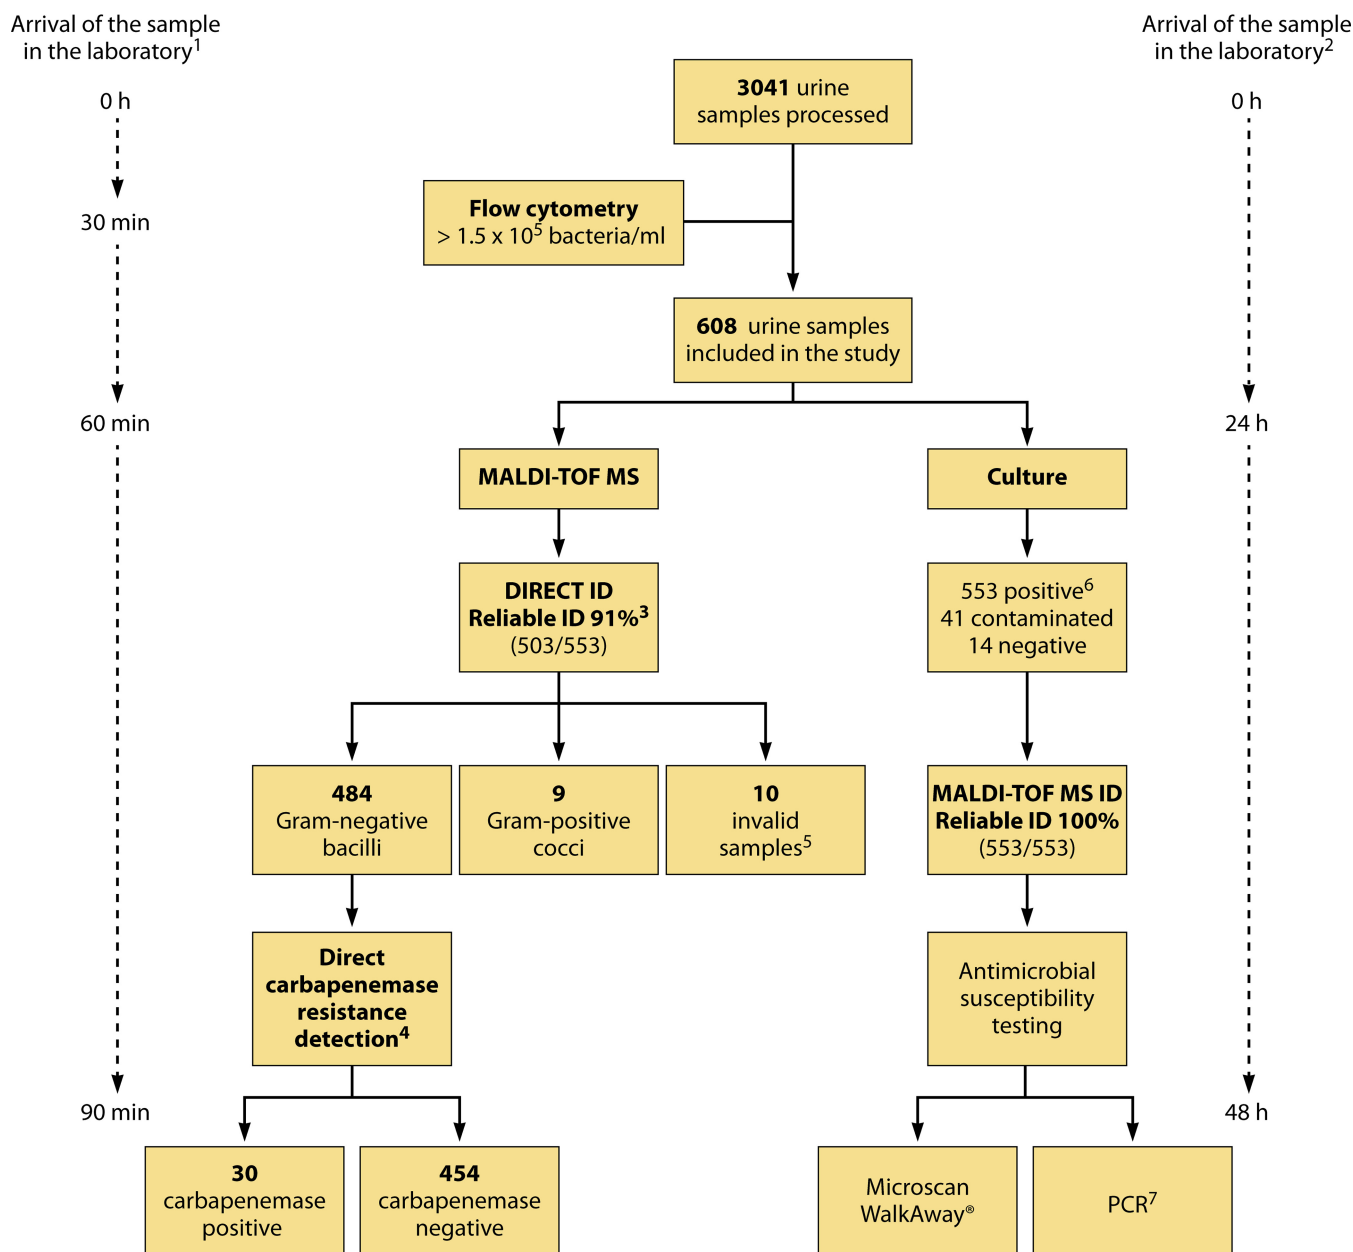 Arrival of the sample
in the laboratory¹
0 h
30 min
60 min
90 min
Arrival of the sample
in the laboratory²
0 h
24 h
48 h
3041 urine
samples processed
Flow cytometry
> 1.5 x 10⁵ bacteria/ml
608 urine samples
included in the study
MALDI-TOF MS
Culture
DIRECT ID
Reliable ID 91%³
(503/553)
553 positive⁶
41 contaminated
14 negative
484
Gram-negative
bacilli
9
Gram-positive
cocci
10
invalid
samples⁵
MALDI-TOF MS ID
Reliable ID 100%
(553/553)
Direct
carbapenemase
resistance
detection⁴
Antimicrobial
susceptibility
testing
30
carbapenemase
positive
454
carbapenemase
negative
Microscan
WalkAway®
PCR⁷